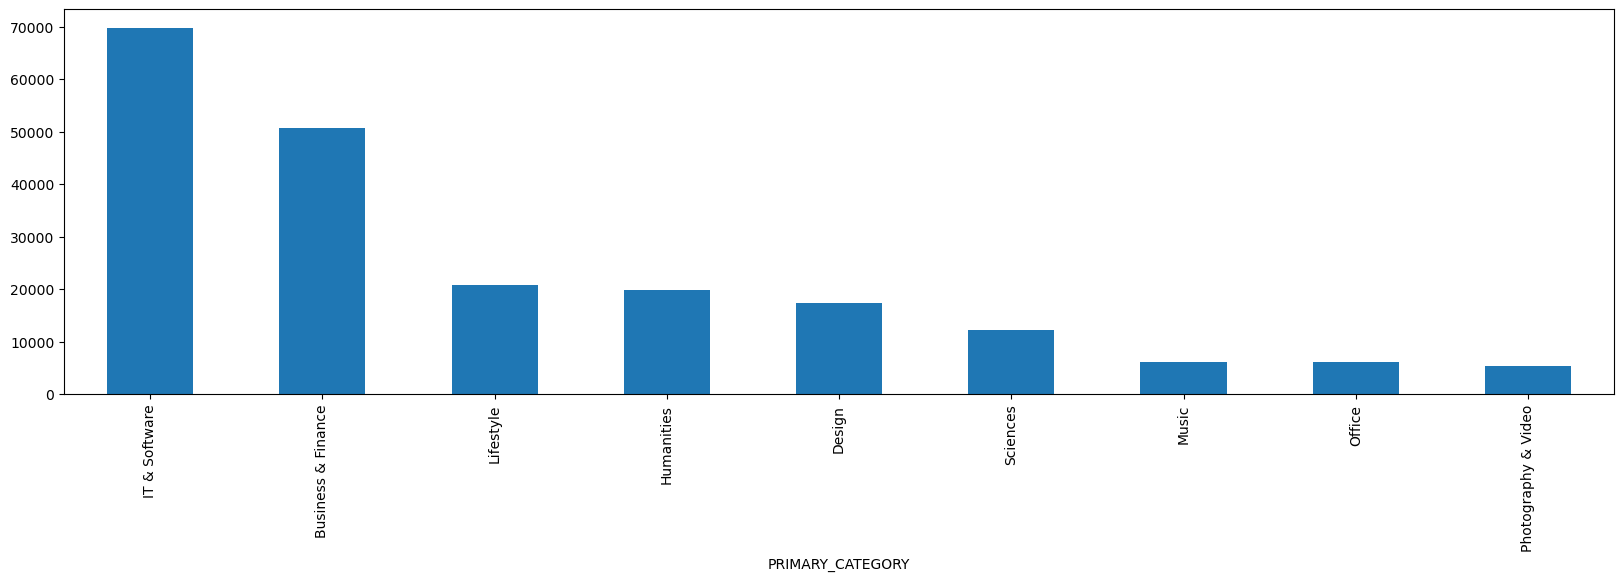 70000
60000
50000
40000
30000
20000
10000
0
IT & Software
Business & Finance
Lifestyle
Humanities
Design
Sciences
Music
Office
Photography & Video
PRIMARY_CATEGORY